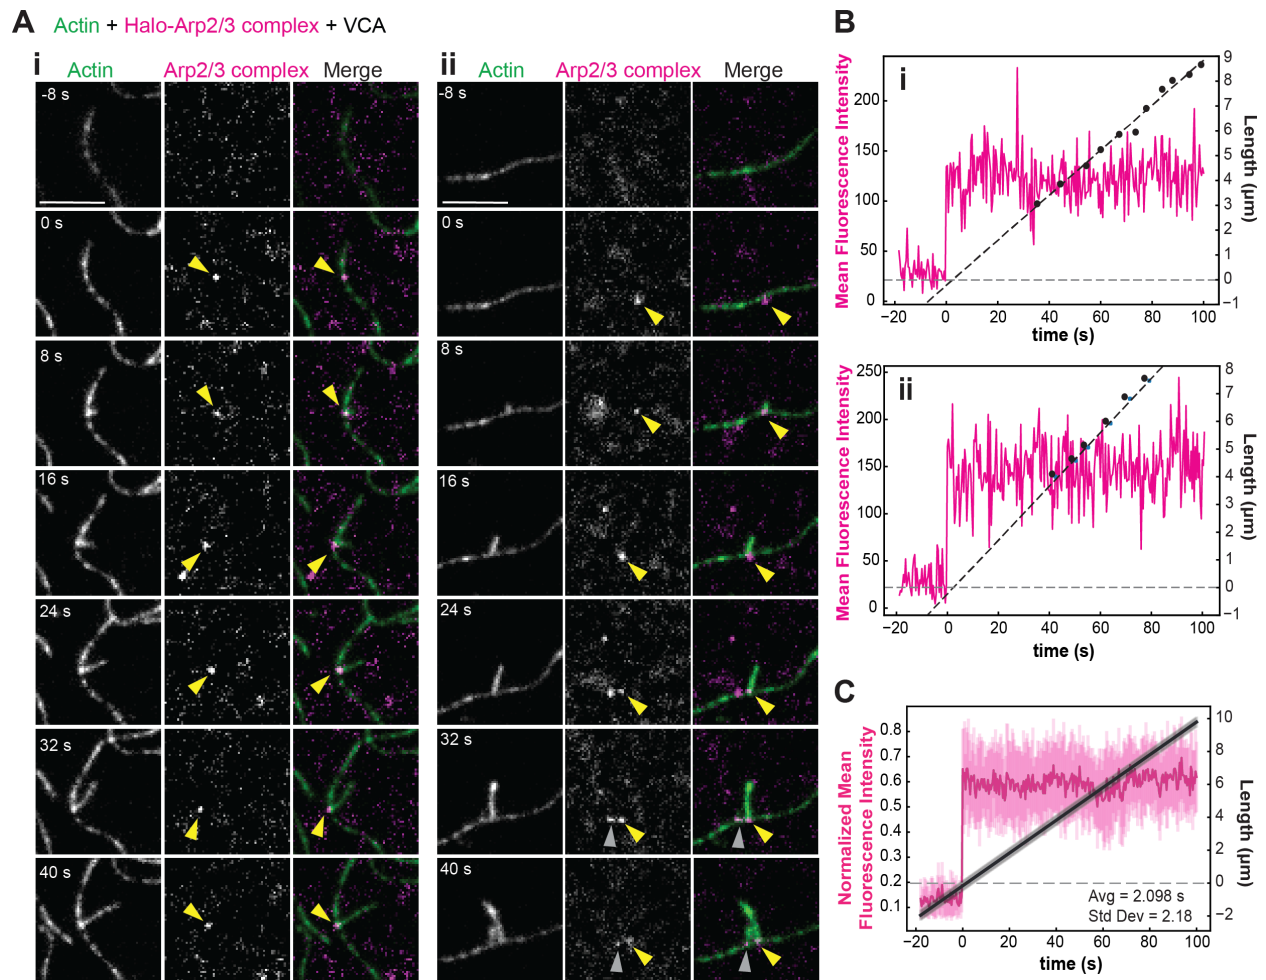 A Actin + Halo-Arp2/3 complex + VCA
i Actin Arp2/3 complex Merge
-8 s
0 s
8 s
16 s
24 s
32 s
40 s
ii Actin Arp2/3 complex Merge
-8 s
0 s
8 s
16 s
24 s
32 s
40 s
B
i
Mean Fluorescence Intensity
200
150
100
50
0
−20 0 20 40 60 80 100
time (s)
9
8
7
6
5
4
3
2
1
0
−1
Length (μm)
ii
Mean Fluorescence Intensity
250
200
150
100
50
0
−20 0 20 40 60 80 100
time (s)
8
7
6
5
4
3
2
1
0
−1
Length (μm)
C
Normalized Mean
Fluorescence Intensity
0.8
0.7
0.6
0.5
0.4
0.3
0.2
0.1
−20 0 20 40 60 80 100
time (s)
10
8
6
4
2
0
−2
Length (μm)
Avg = 2.098 s
Std Dev = 2.18